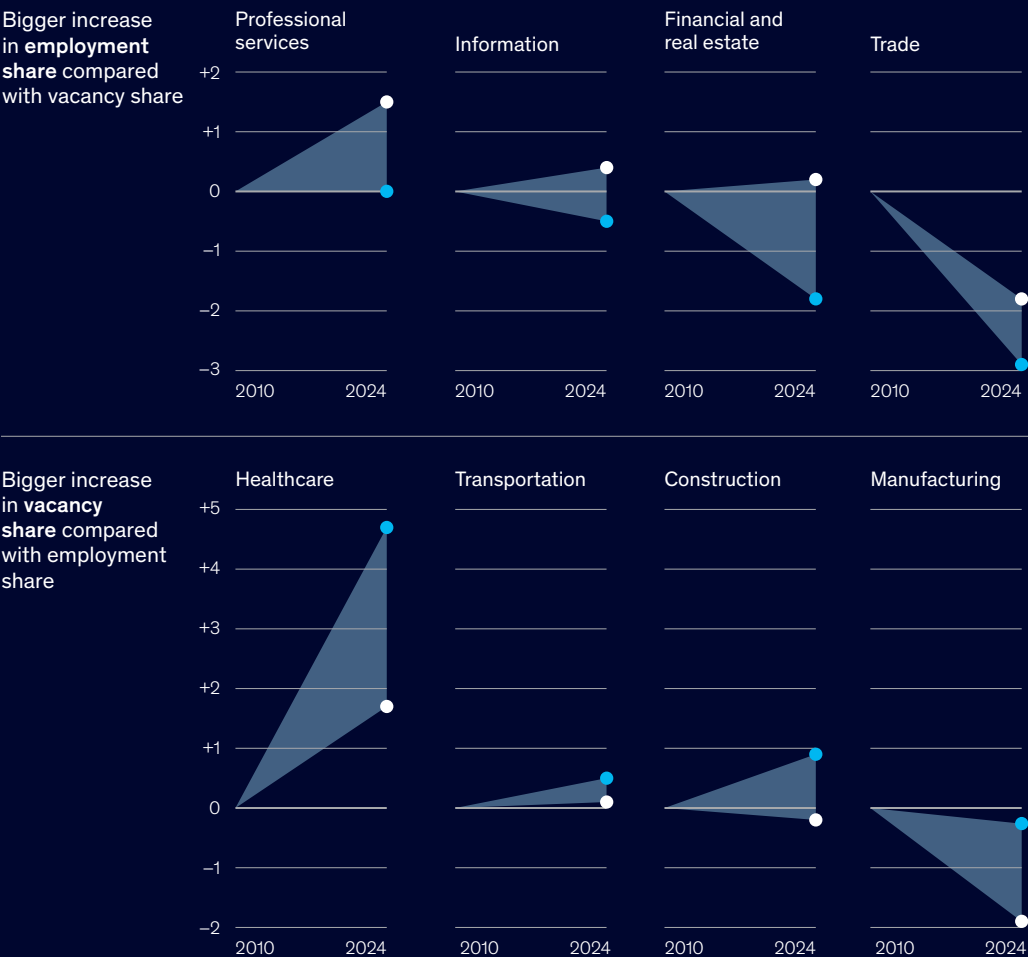 Bigger increase
in employment
share compared
with vacancy share
Professional
services
Information
Financial and
real estate
Trade
+2
+1
0
–1
–2
–3
2010 2024
2010 2024
2010 2024
2010 2024
Bigger increase
in vacancy
share compared
with employment
share
Healthcare
Transportation
Construction
Manufacturing
+5
+4
+3
+2
+1
0
–1
–2
2010 2024
2010 2024
2010 2024
2010 2024